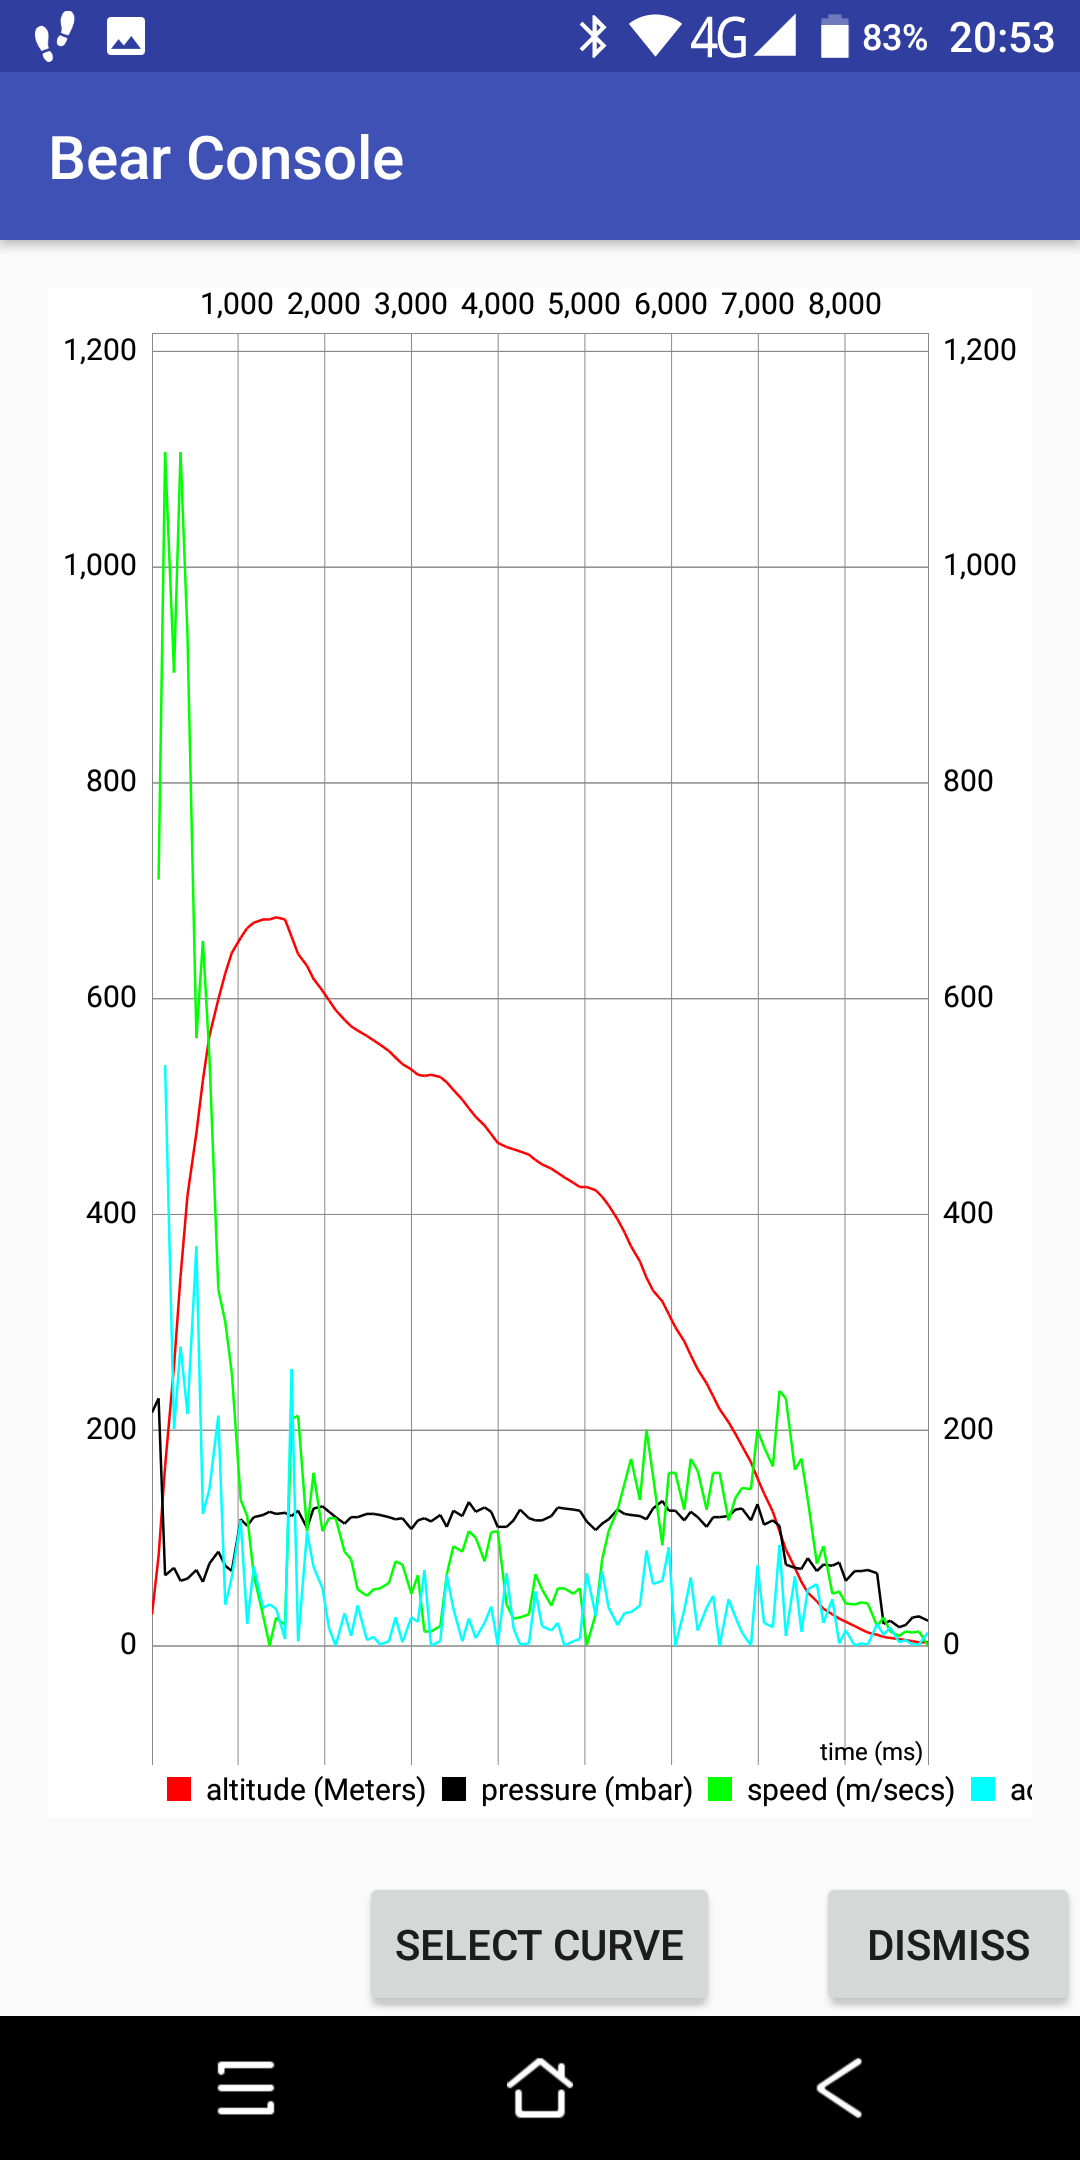 4G 83% 20:53
Bear Console
1,000 2,000 3,000 4,000 5,000 6,000 7,000 8,000
1,200 1,200
1,000 1,000
800 800
600 600
400 400
200 200
0 0
time (ms)
altitude (Meters) pressure (mbar) speed (m/secs)
SELECT CURVE DISMISS